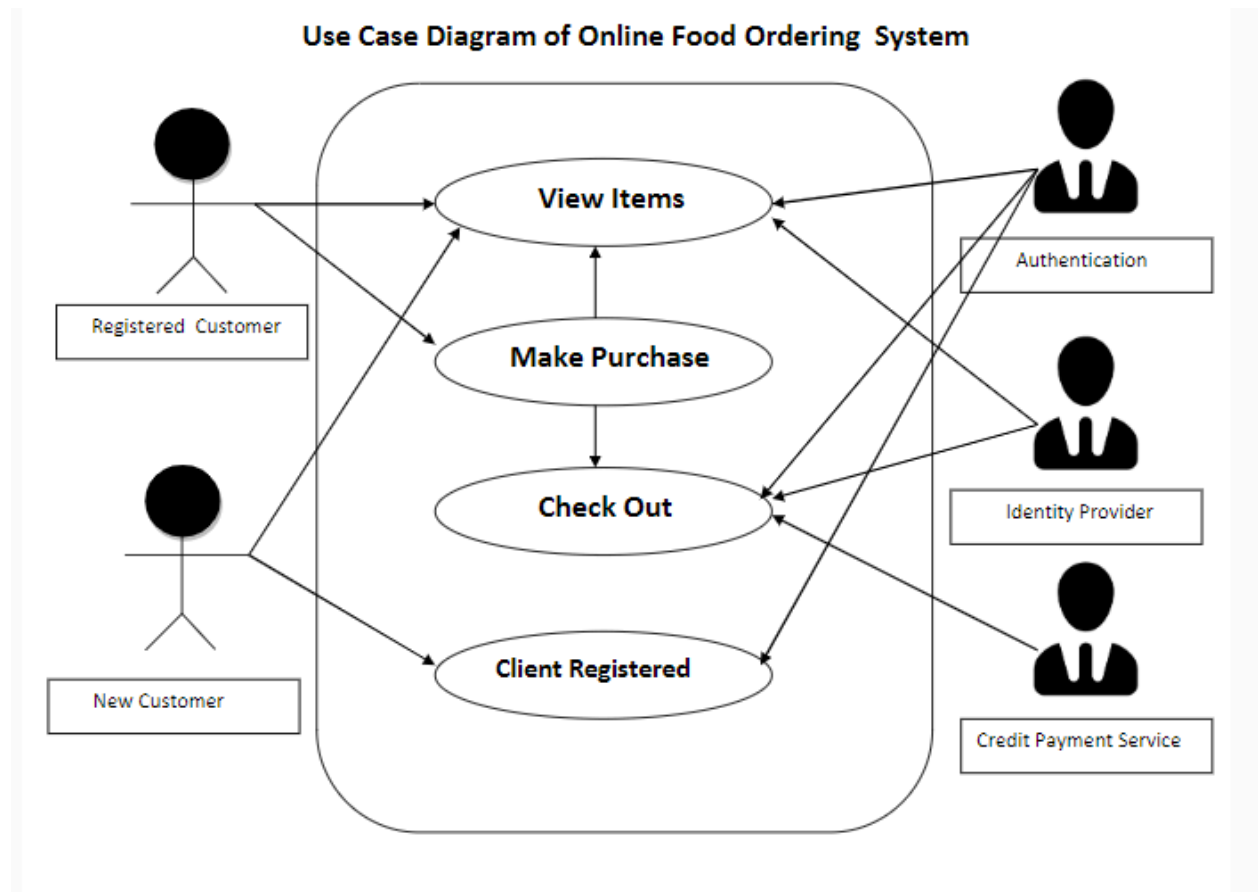 Use Case Diagram of Online Food Ordering System
View Items
Authentication
Registered Customer
Make Purchase
Check Out
Identity Provider
Client Registered
New Customer
Credit Payment Service